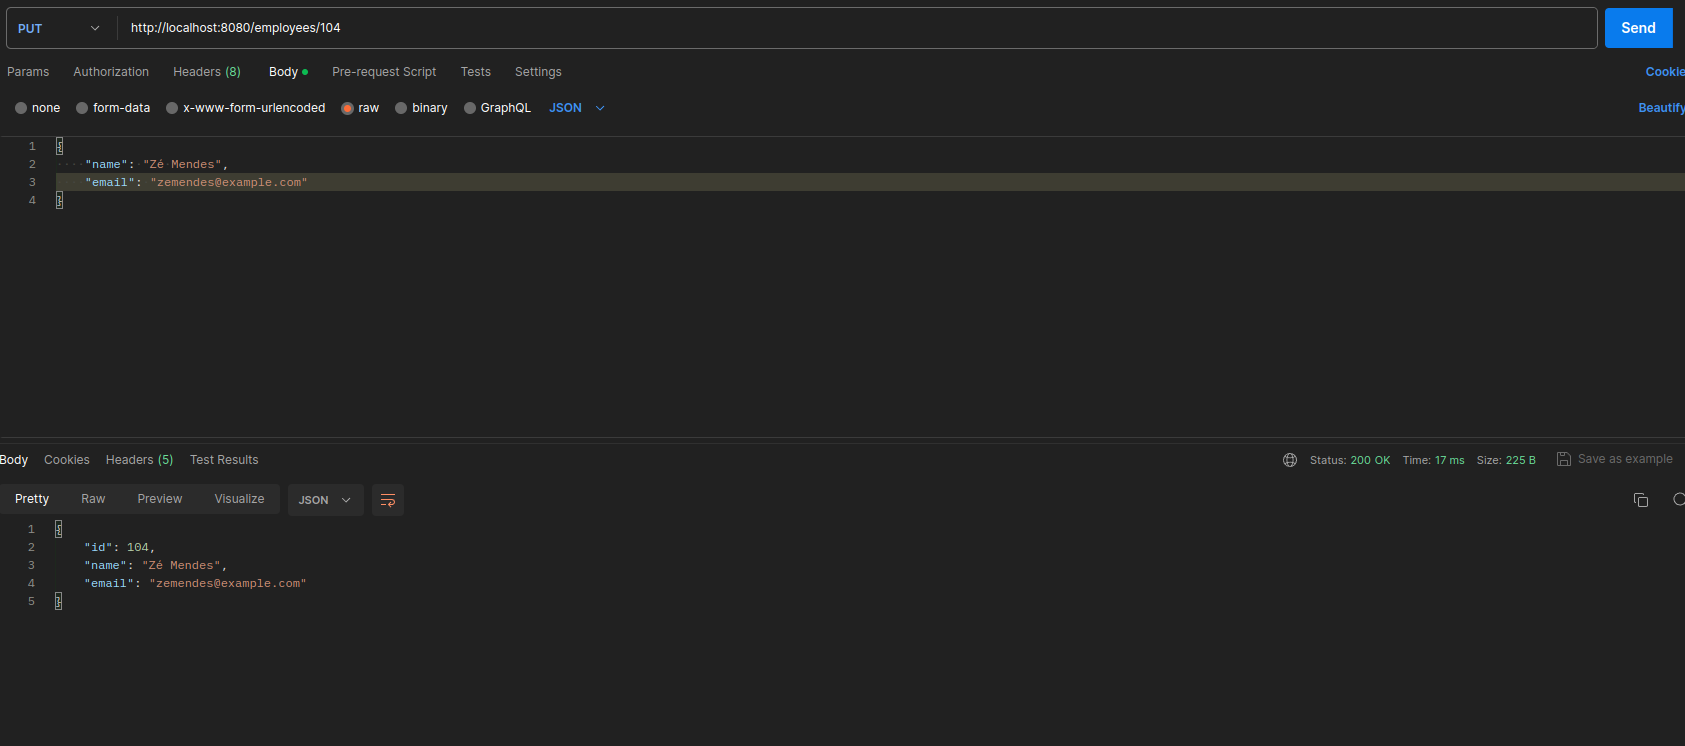 PUT http://localhost:8080/employees/104 Send
Params Authorization Headers (8) Body Pre-request Script Tests Settings Cookie
none form-data x-www-form-urlencoded raw binary GraphQL JSON Beautify
1 {
2 "name": "Zé Mendes",
3 "email": "zemendes@example.com"
4 }
Body Cookies Headers (5) Test Results Status: 200 OK Time: 17 ms Size: 225 B Save as example
Pretty Raw Preview Visualize JSON
1 {
2 "id": 104,
3 "name": "Zé Mendes",
4 "email": "zemendes@example.com"
5 }